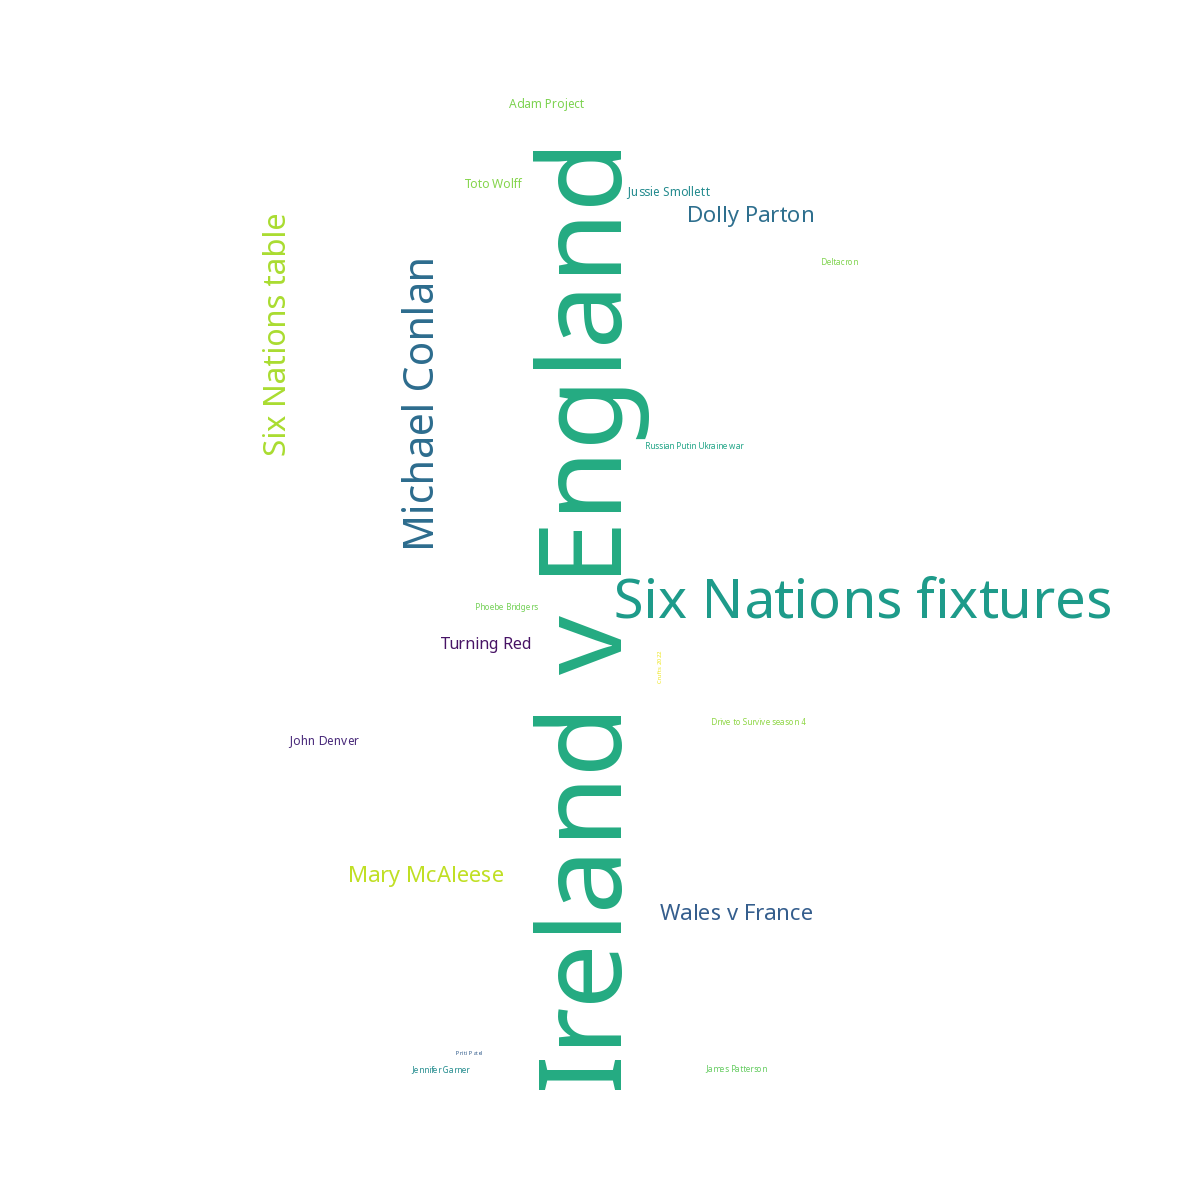 Adam Project
Toto Wolff
Jussie Smollett
Dolly Parton
Six Nations table
Deltacron
Michael Conlan
Ireland v England
Russian Putin Ukraine war
Six Nations fixtures
Phoebe Bridgers
Turning Red
Drive to Survive season 4
John Denver
Mary McAleese
Wales v France
Priti Patel
Jennifer Garner
James Patterson